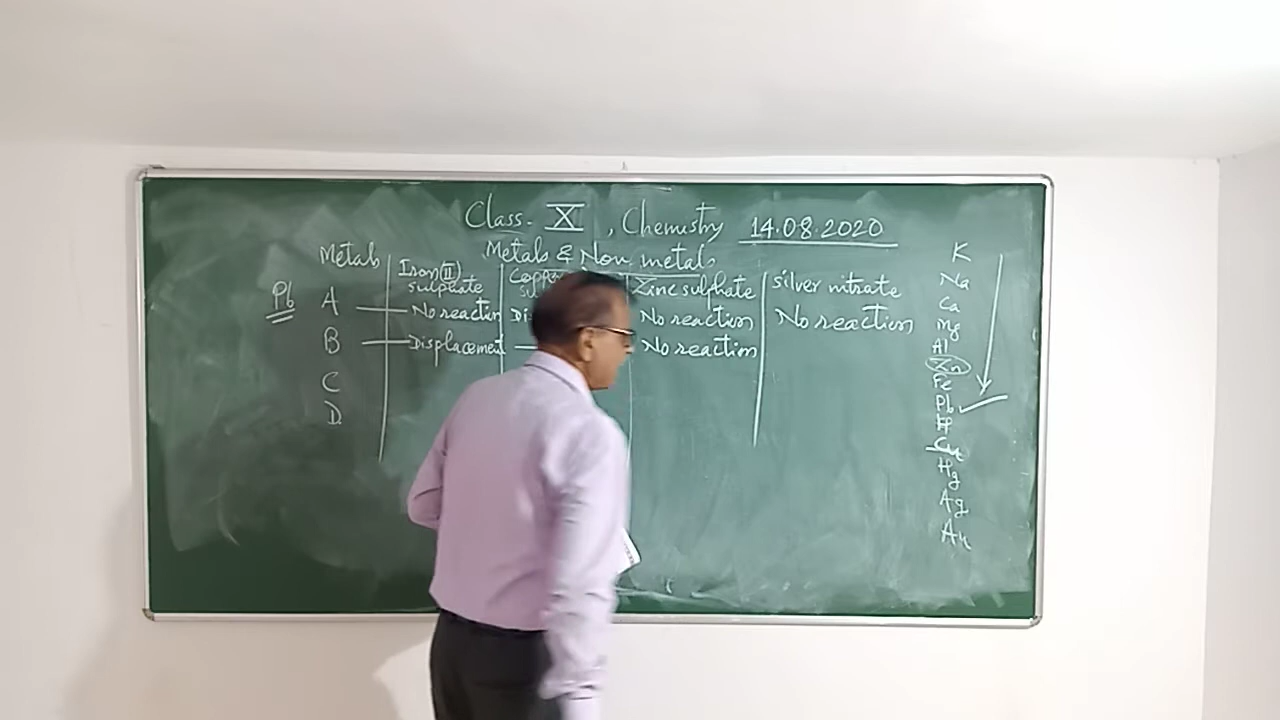 Class - X , Chemistry 14.08.2020
Metals & Non metals
Metals Iron(II) sulphate Zinc sulphate silver nitrate
Pb A No reaction No reaction No reaction
B Displacement No reaction
C
D
K
Na
Ca
Mg
Al
Zn
Fe
Pb
Cu
Hg
Ag
Au